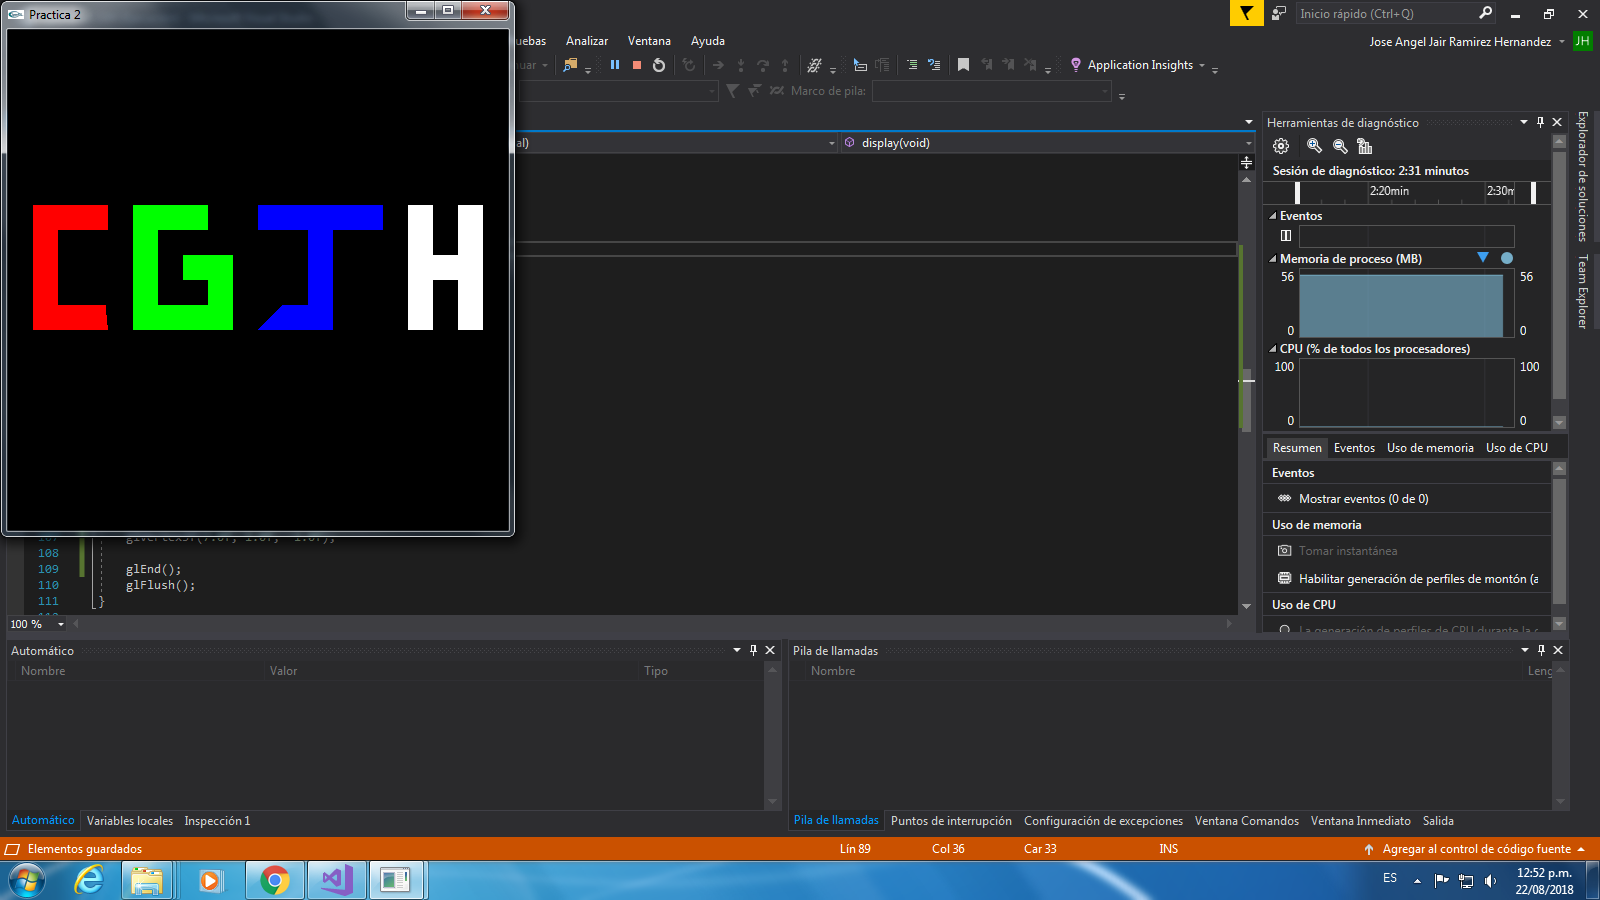 Practica 2
Inicio rápido (Ctrl+Q)
uebas Analizar Ventana Ayuda
Jose Angel Jair Ramirez Hernandez JH
Application Insights
Marco de pila:
al) display(void)
CGJH
108
109 glEnd();
110 glFlush();
111 }
100 %
Herramientas de diagnóstico
Sesión de diagnóstico: 2:31 minutos
2:20min 2:30m
Eventos
Memoria de proceso (MB)
56 56
0 0
CPU (% de todos los procesadores)
100 100
0 0
Resumen Eventos Uso de memoria Uso de CPU
Eventos
Mostrar eventos (0 de 0)
Uso de memoria
Tomar instantánea
Habilitar generación de perfiles de montón (a
Uso de CPU
Explorador de soluciones
Team Explorer
Automático
Nombre Valor Tipo
Automático Variables locales Inspección 1
Pila de llamadas
Nombre Leng
Pila de llamadas Puntos de interrupción Configuración de excepciones Ventana Comandos Ventana Inmediato Salida
Elementos guardados Lín 89 Col 36 Car 33 INS Agregar al control de código fuente
ES
12:52 p.m.
22/08/2018